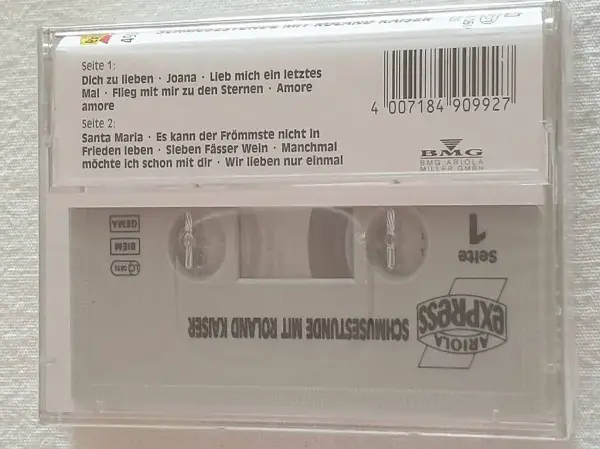 SCHMUSESTUNDE MIT ROLAND KAISER
Seite 1:
Dich zu lieben · Joana · Lieb mich ein letztes
Mal · Flieg mit mir zu den Sternen · Amore
amore
Seite 2:
Santa Maria · Es kann der Frömmste nicht in
Frieden leben · Sieben Fässer Wein · Manchmal
möchte ich schon mit dir · Wir lieben nur einmal
4 007184 909927
BMG
BMG ARIOLA
MILLER GMBH
Seite
1
ARIOLA
EXPRESS
SCHMUSESTUNDE MIT ROLAND KAISER
GEMA
BIEM
LC